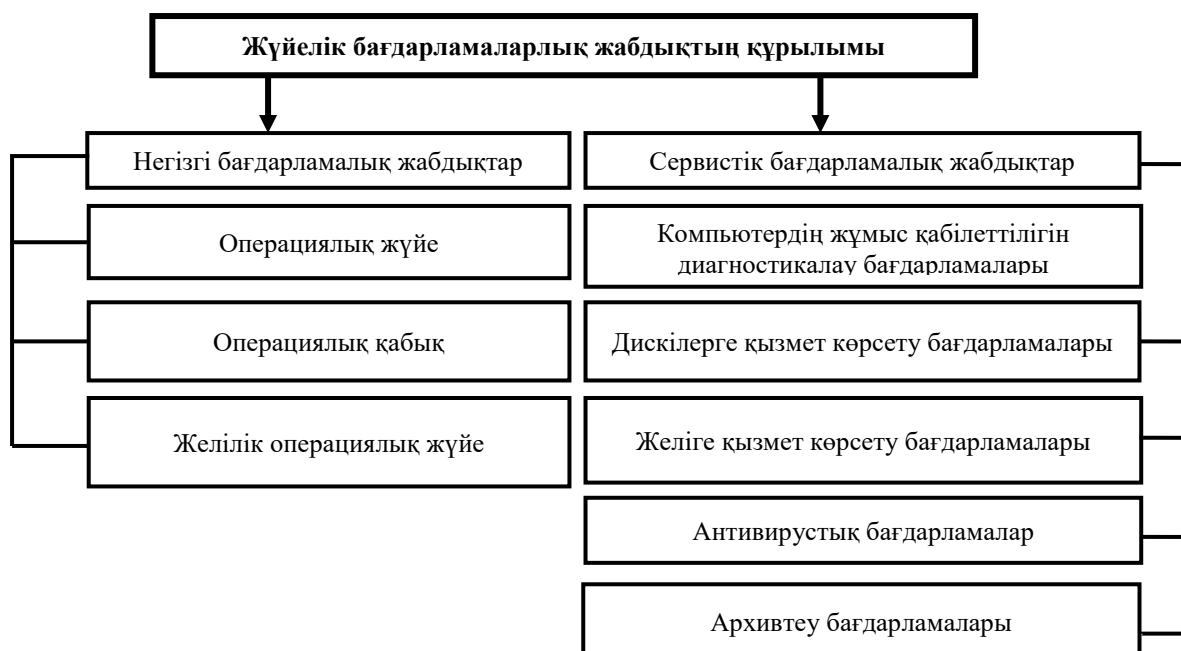 Жүйелік бағдарламаларлық жабдықтың құрылымы
Негізгі бағдарламалық жабдықтар
Операциялық жүйе
Операциялық қабық
Желілік операциялық жүйе
Сервистік бағдарламалық жабдықтар
Компьютердің жұмыс қабілеттілігін
диагностикалау бағдарламалары
Дискілерге қызмет көрсету бағдарламалары
Желіге қызмет көрсету бағдарламалары
Антивирустық бағдарламалар
Архивтеу бағдарламалары